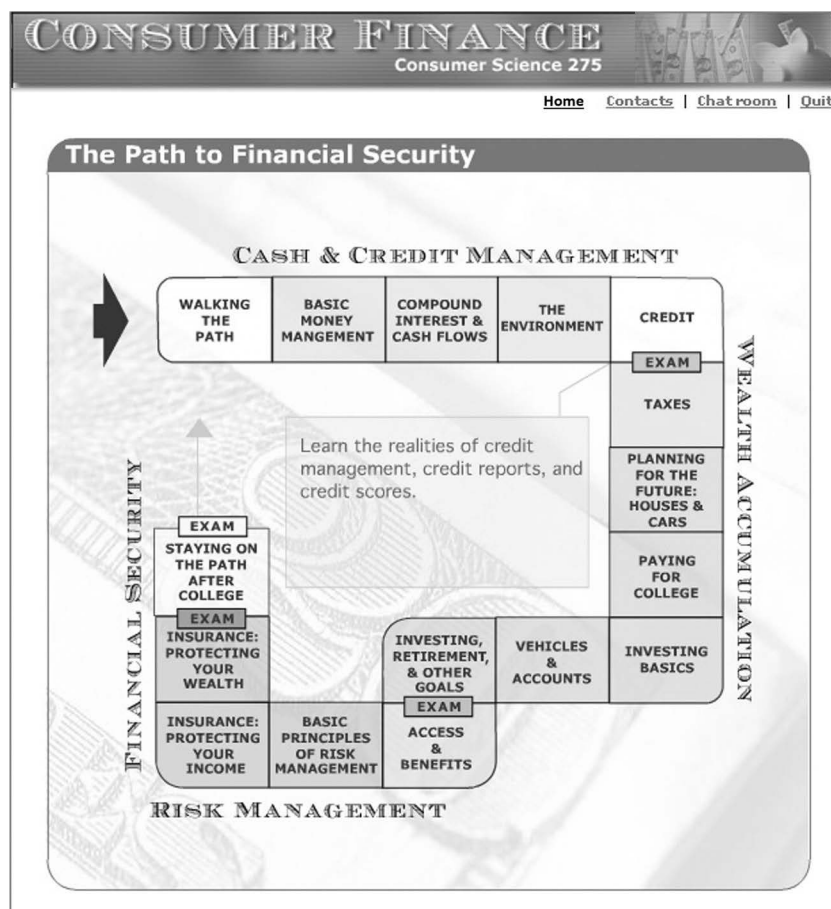 CONSUMER FINANCE
Consumer Science 275
Home Contacts | Chat room | Quit
The Path to Financial Security
CASH & CREDIT MANAGEMENT
WALKING
THE
PATH
BASIC
MONEY
MANGEMENT
COMPOUND
INTEREST &
CASH FLOWS
THE
ENVIRONMENT
CREDIT
EXAM
TAXES
WEALTH ACCUMULATION
Learn the realities of credit
management, credit reports, and
credit scores.
PLANNING
FOR THE
FUTURE:
HOUSES &
CARS
PAYING
FOR
COLLEGE
INVESTING
BASICS
VEHICLES
&
ACCOUNTS
INVESTING,
RETIREMENT,
& OTHER
GOALS
EXAM
ACCESS
&
BENEFITS
BASIC
PRINCIPLES
OF RISK
MANAGEMENT
INSURANCE:
PROTECTING
YOUR
INCOME
RISK MANAGEMENT
INSURANCE:
PROTECTING
YOUR
WEALTH
EXAM
STAYING ON
THE PATH
AFTER
COLLEGE
EXAM
FINANCIAL SECURITY